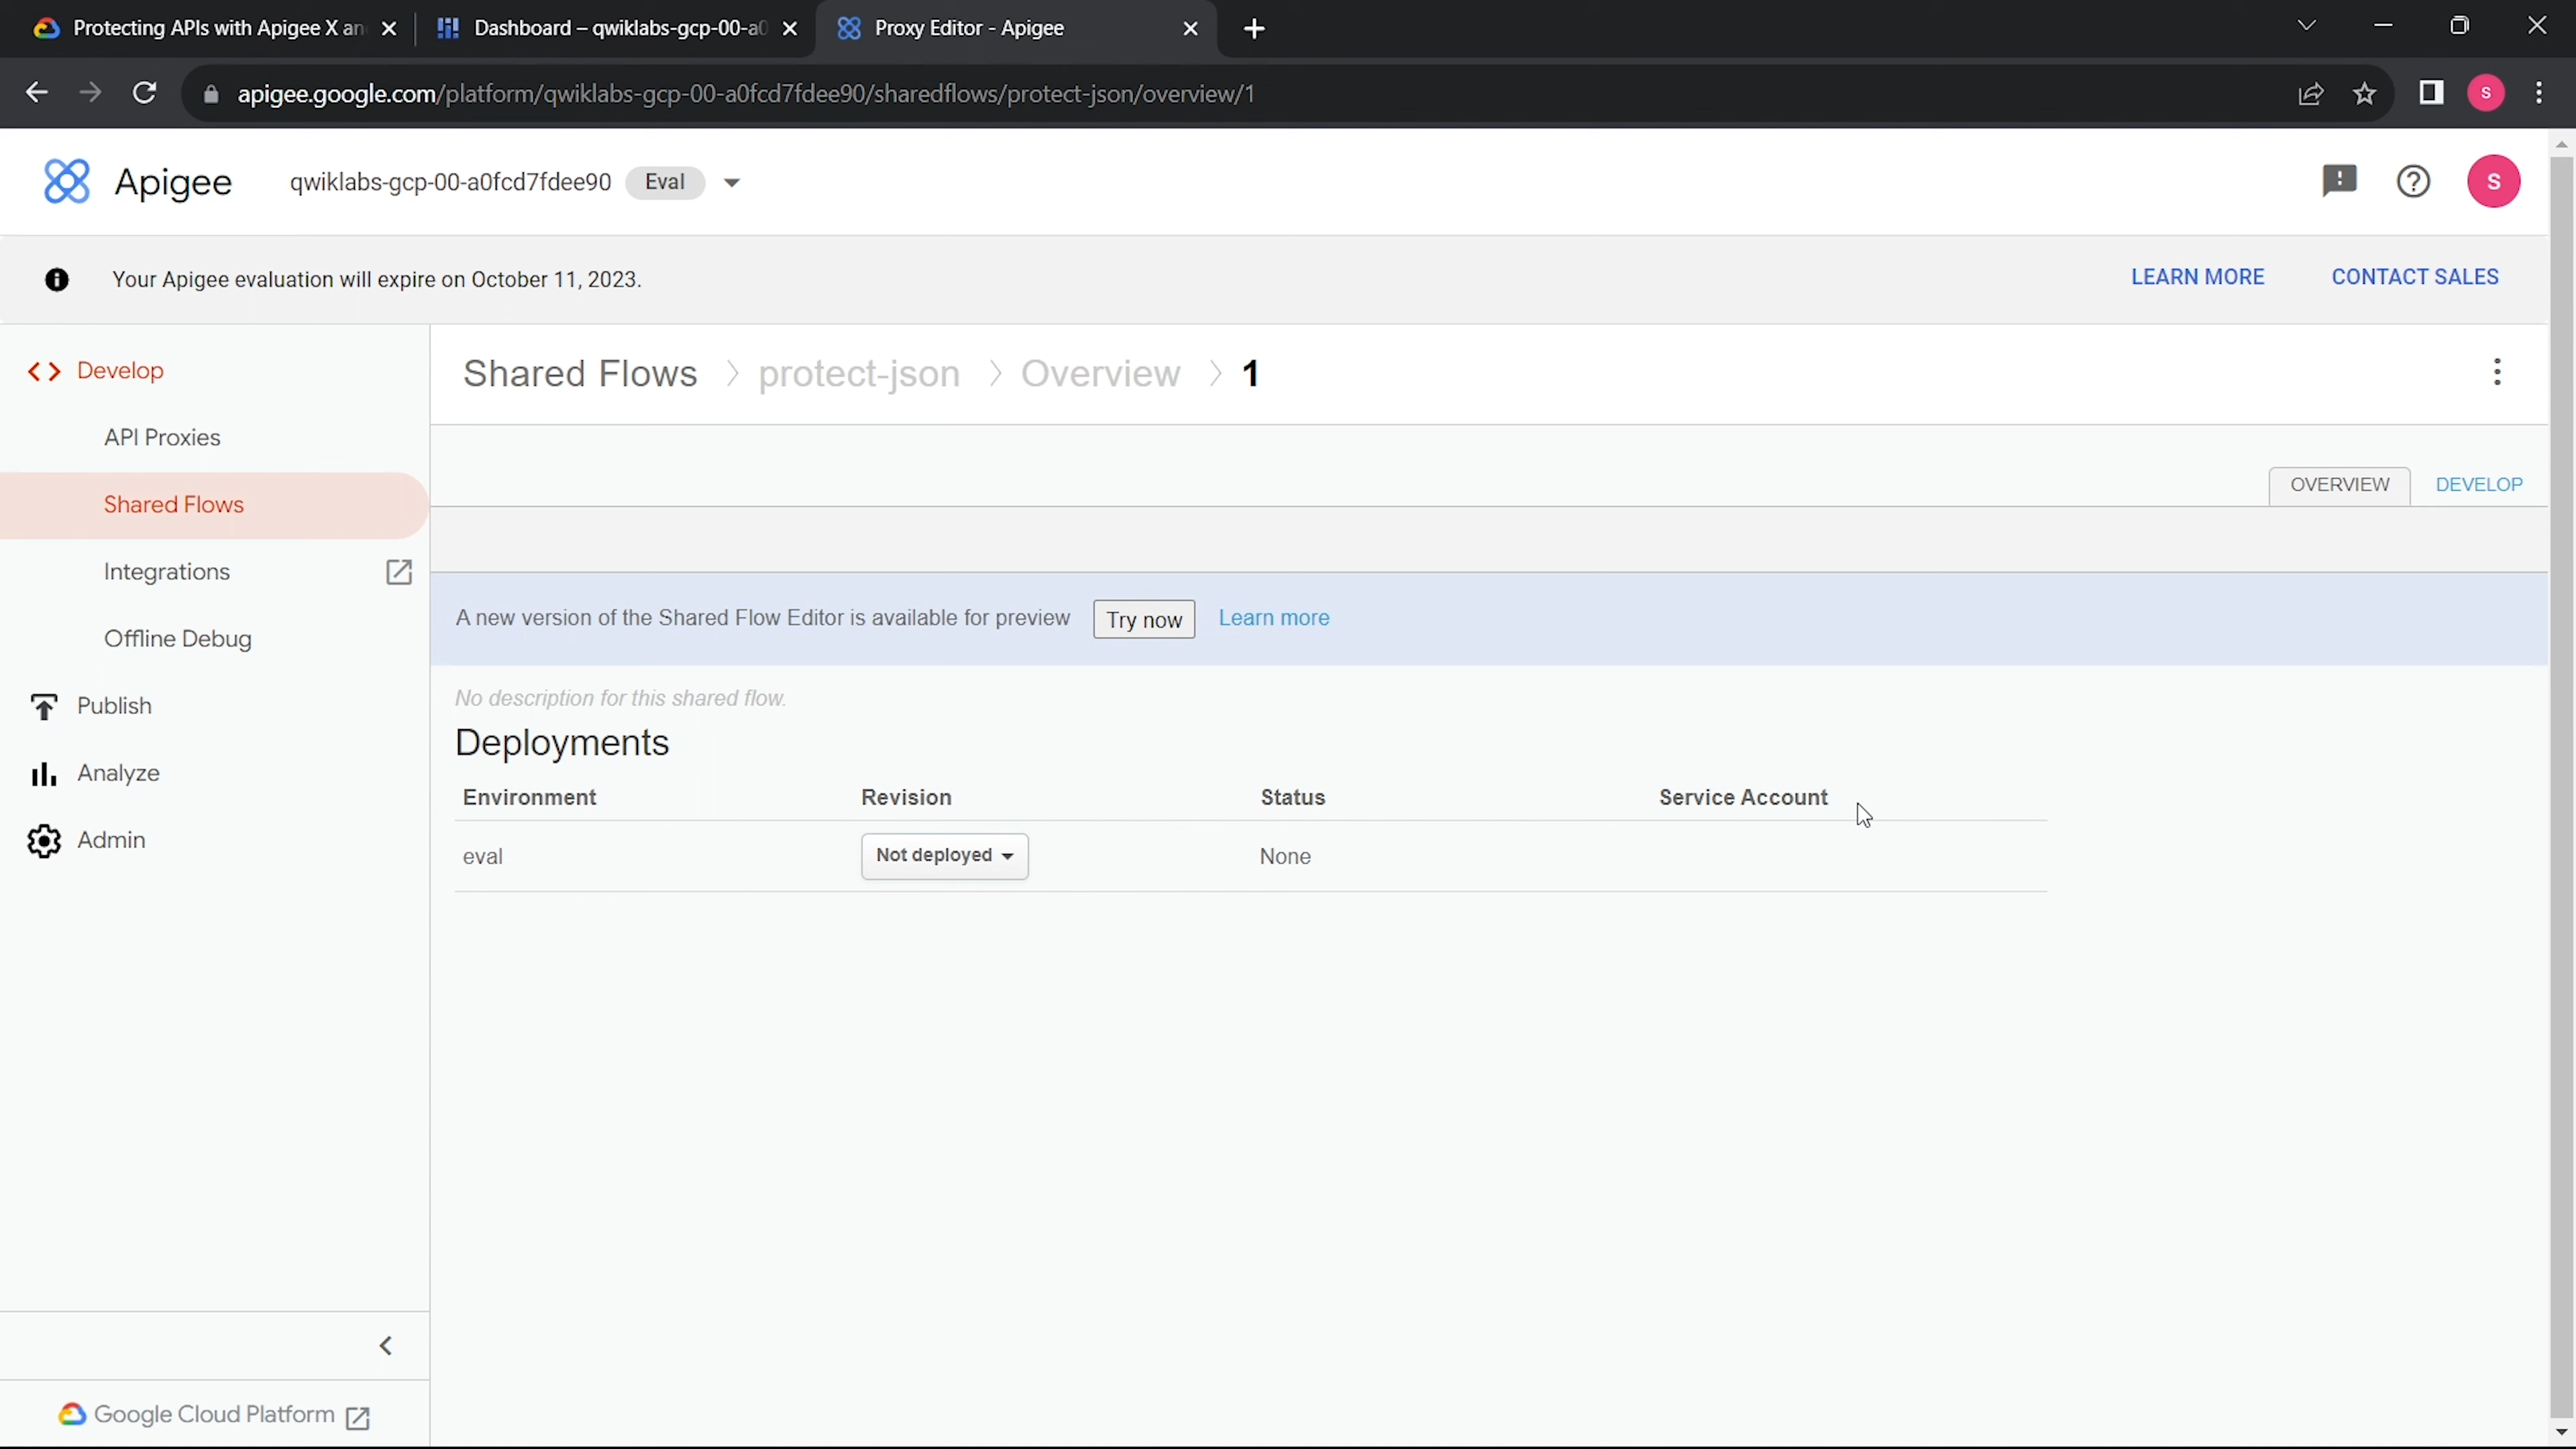 Protecting APIs with Apigee X an
Dashboard – qwiklabs-gcp-00-a0
Proxy Editor - Apigee
apigee.google.com/platform/qwiklabs-gcp-00-a0fcd7fdee90/sharedflows/protect-json/overview/1
S
Apigee
qwiklabs-gcp-00-a0fcd7fdee90
Eval
S
Your Apigee evaluation will expire on October 11, 2023.
LEARN MORE
CONTACT SALES
Develop
API Proxies
Shared Flows
Integrations
Offline Debug
Publish
Analyze
Admin
Google Cloud Platform
Shared Flows > protect-json > Overview > 1
OVERVIEW
DEVELOP
A new version of the Shared Flow Editor is available for preview Try now Learn more
No description for this shared flow.
Deployments
Environment Revision Status Service Account
eval Not deployed None